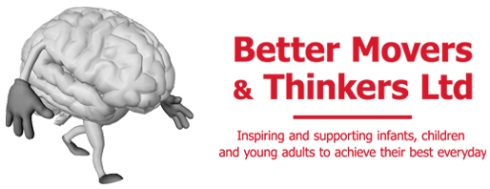 Better Movers
& Thinkers Ltd
Inspiring and supporting infants, children
and young adults to achieve their best everyday